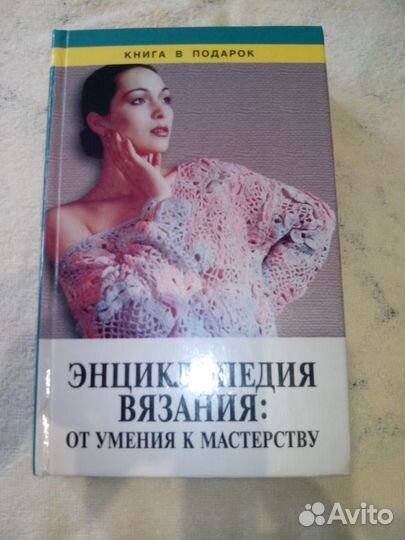 КНИГА В ПОДАРОК
ЭНЦИКЛОПЕДИЯ
ВЯЗАНИЯ:
ОТ УМЕНИЯ К МАСТЕРСТВУ
Avito